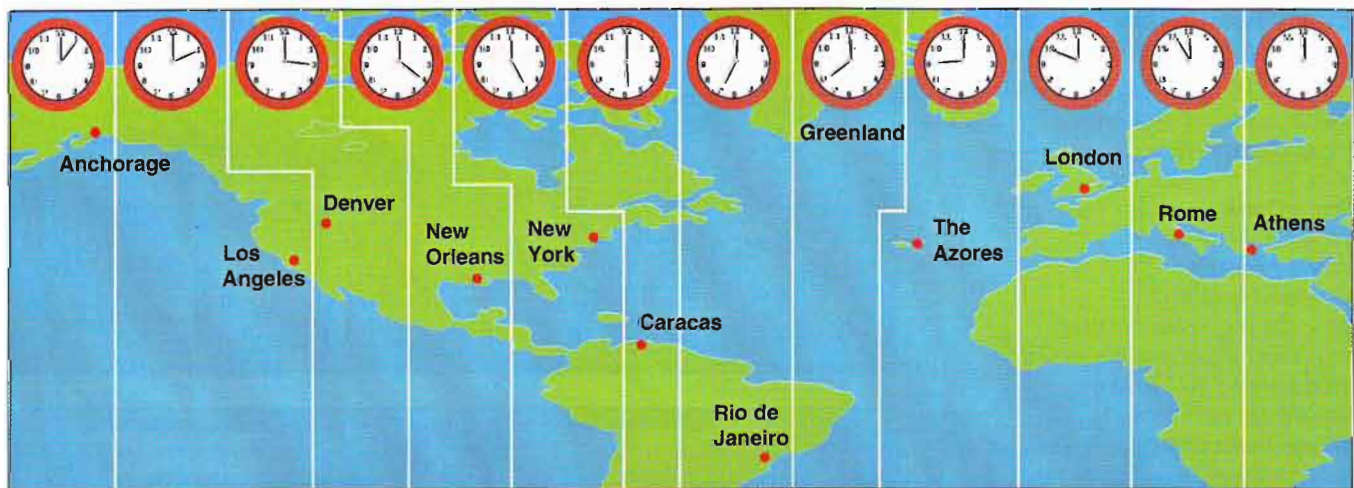 Greenland
London
Anchorage
Denver
New
Orleans
New
York
Rome
The
Azores
Athens
Los
Angeles
Caracas
Rio de
Janeiro